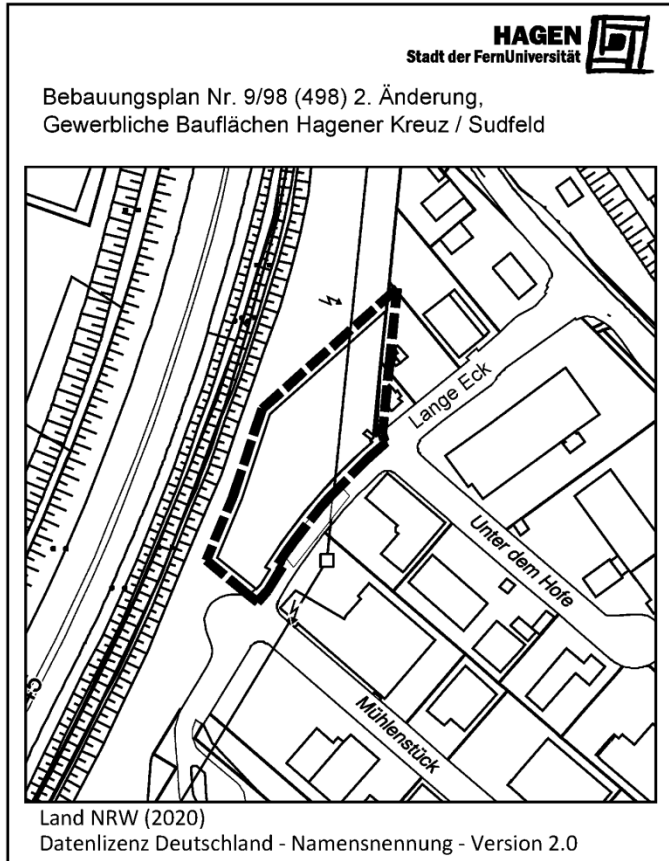 HAGEN
Stadt der FernUniversität
Bebauungsplan Nr. 9/98 (498) 2. Änderung,
Gewerbliche Bauflächen Hagener Kreuz / Sudfeld
Lange Eck
Unter dem Hofe
Mühlenstück
Land NRW (2020)
Datenlizenz Deutschland - Namensnennung - Version 2.0